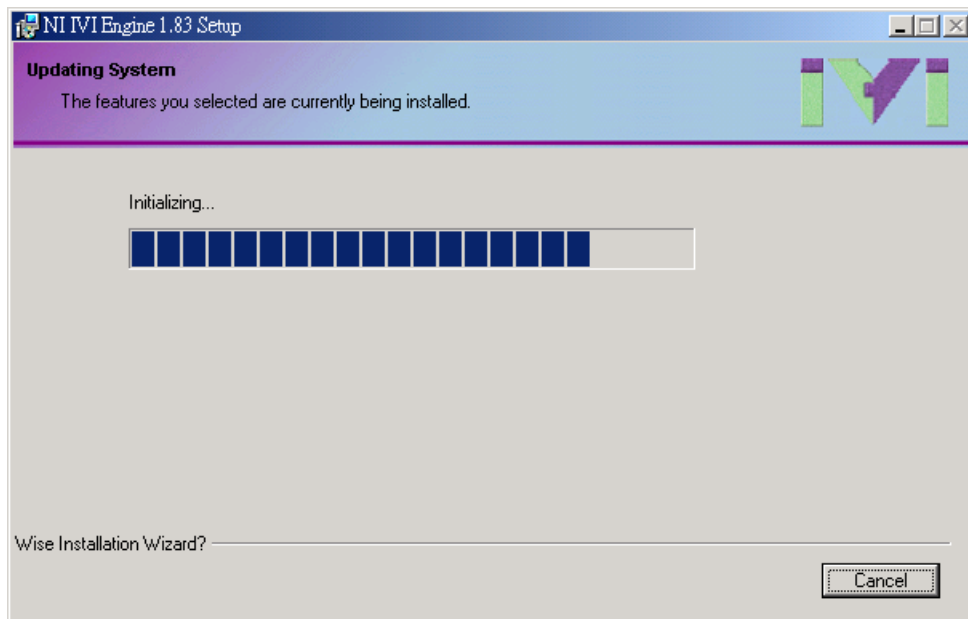 NI IVI Engine 1.83 Setup
Updating System
The features you selected are currently being installed.
iVi
Initializing...
Wise Installation Wizard?
Cancel